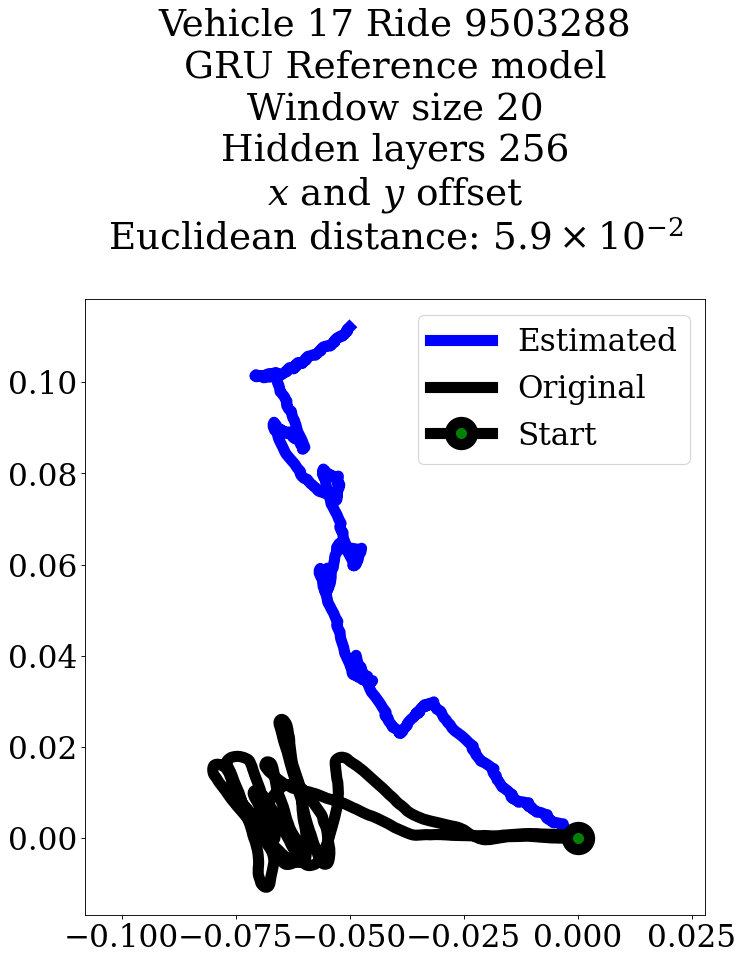 Vehicle 17 Ride 9503288
GRU Reference model
Window size 20
Hidden layers 256
x and y offset
Euclidean distance: 5.9 × 10⁻²
Estimated
Original
Start
0.10
0.08
0.06
0.04
0.02
0.00
−0.100 −0.075 −0.050 −0.025 0.000 0.025